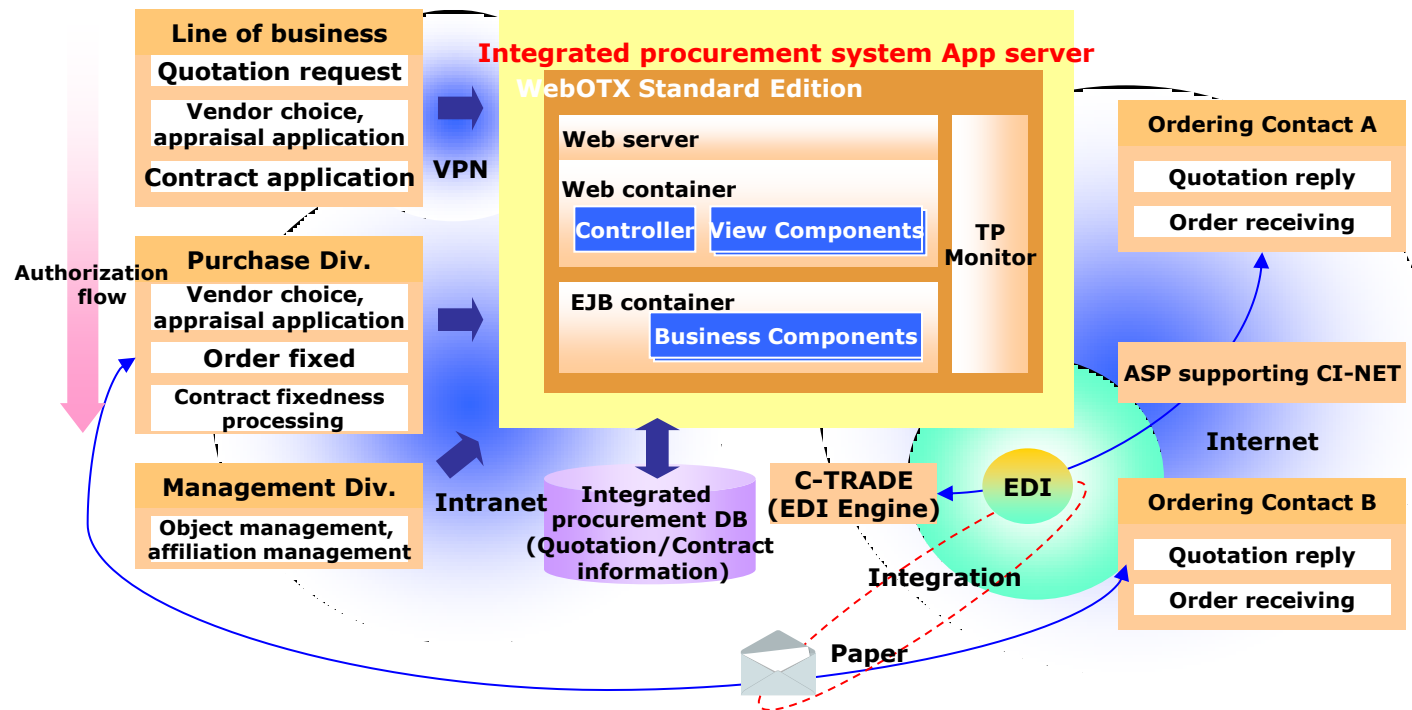 Line of business
Quotation request
Vendor choice,
appraisal application
Contract application
Authorization
flow
Purchase Div.
Vendor choice,
appraisal application
Order fixed
Contract fixedness
processing
Management Div.
Object management,
affiliation management
VPN
Intranet
Integrated procurement system App server
WebOTX Standard Edition
Web server
Web container
Controller
View Components
EJB container
Business Components
TP
Monitor
Integrated
procurement DB
(Quotation/Contract
information)
C-TRADE
(EDI Engine)
EDI
Integration
Paper
Ordering Contact A
Quotation reply
Order receiving
ASP supporting CI-NET
Internet
Ordering Contact B
Quotation reply
Order receiving